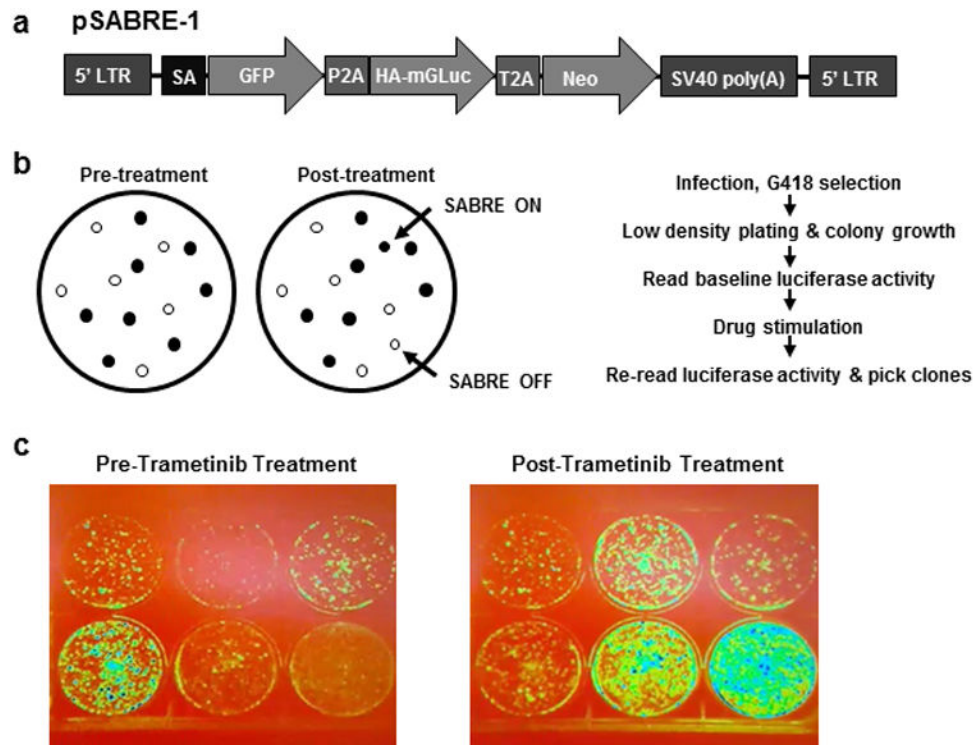 a pSABRE-1
5' LTR SA GFP P2A HA-mGLuc T2A Neo SV40 poly(A) 5' LTR
b
Pre-treatment Post-treatment
SABRE ON
SABRE OFF
Infection, G418 selection
Low density plating & colony growth
Read baseline luciferase activity
Drug stimulation
Re-read luciferase activity & pick clones
c
Pre-Trametinib Treatment Post-Trametinib Treatment